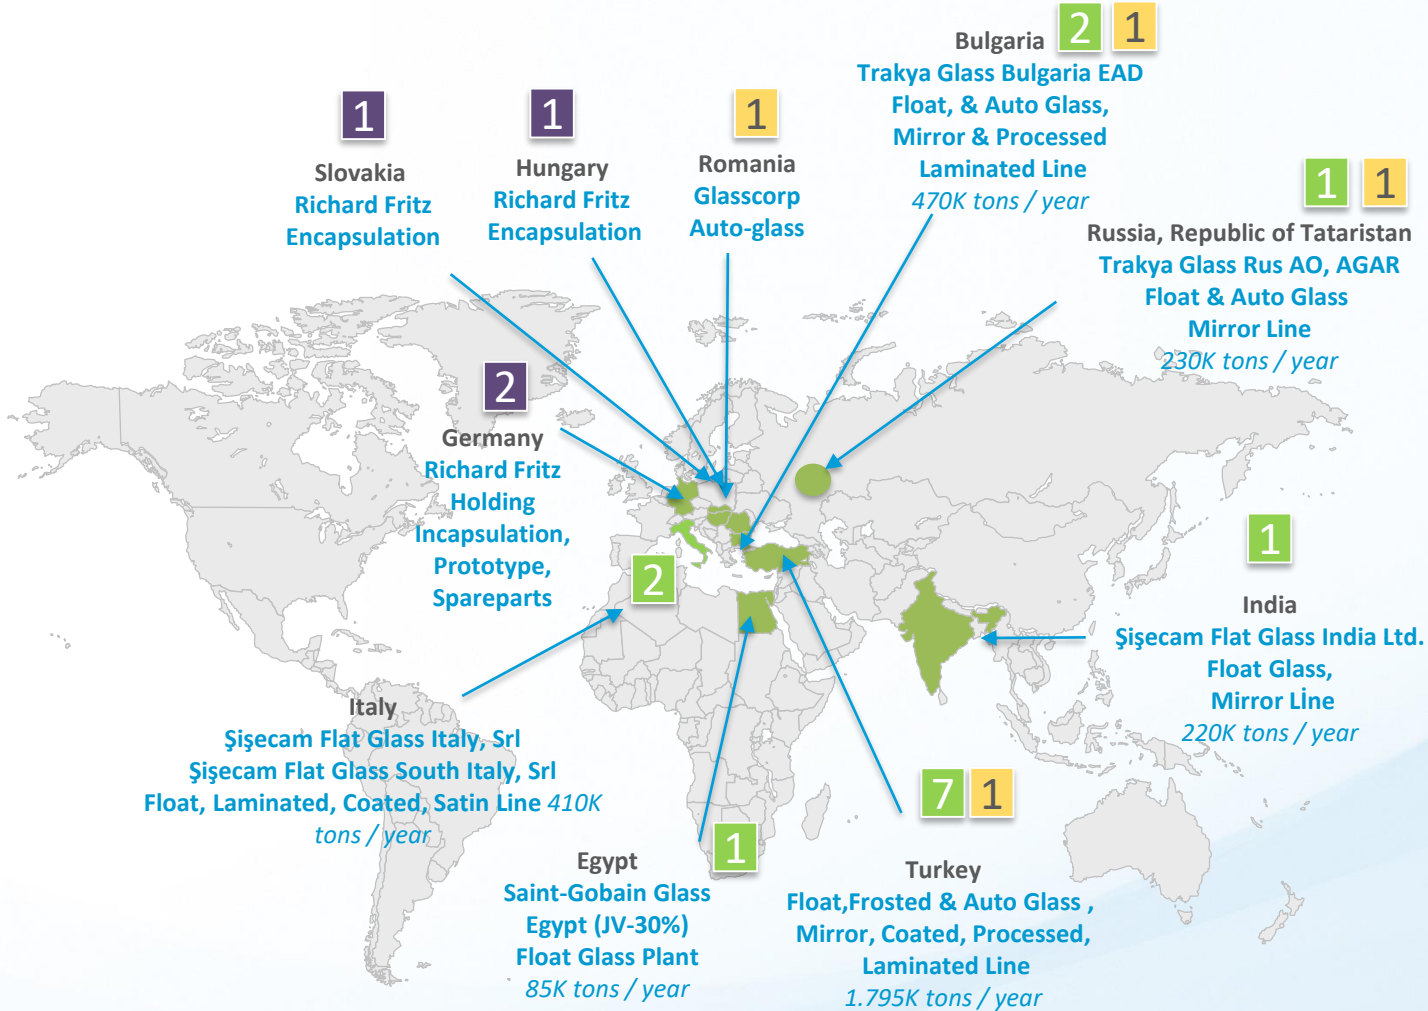 2 1
Bulgaria
Trakya Glass Bulgaria EAD
Float, & Auto Glass,
Mirror & Processed
Laminated Line
470K tons / year
1
Slovakia
Richard Fritz
Encapsulation
1
Hungary
Richard Fritz
Encapsulation
1
Romania
Glasscorp
Auto-glass
1 1
Russia, Republic of Tataristan
Trakya Glass Rus AO, AGAR
Float & Auto Glass
Mirror Line
230K tons / year
2
Germany
Richard Fritz
Holding
Incapsulation,
Prototype,
Spareparts
1
India
Şişecam Flat Glass India Ltd.
Float Glass,
Mirror Lİne
220K tons / year
2
Italy
Şişecam Flat Glass Italy, Srl
Şişecam Flat Glass South Italy, Srl
Float, Laminated, Coated, Satin Line 410K
tons / year
1
Egypt
Saint-Gobain Glass
Egypt (JV-30%)
Float Glass Plant
85K tons / year
7 1
Turkey
Float,Frosted & Auto Glass ,
Mirror, Coated, Processed,
Laminated Line
1.795K tons / year